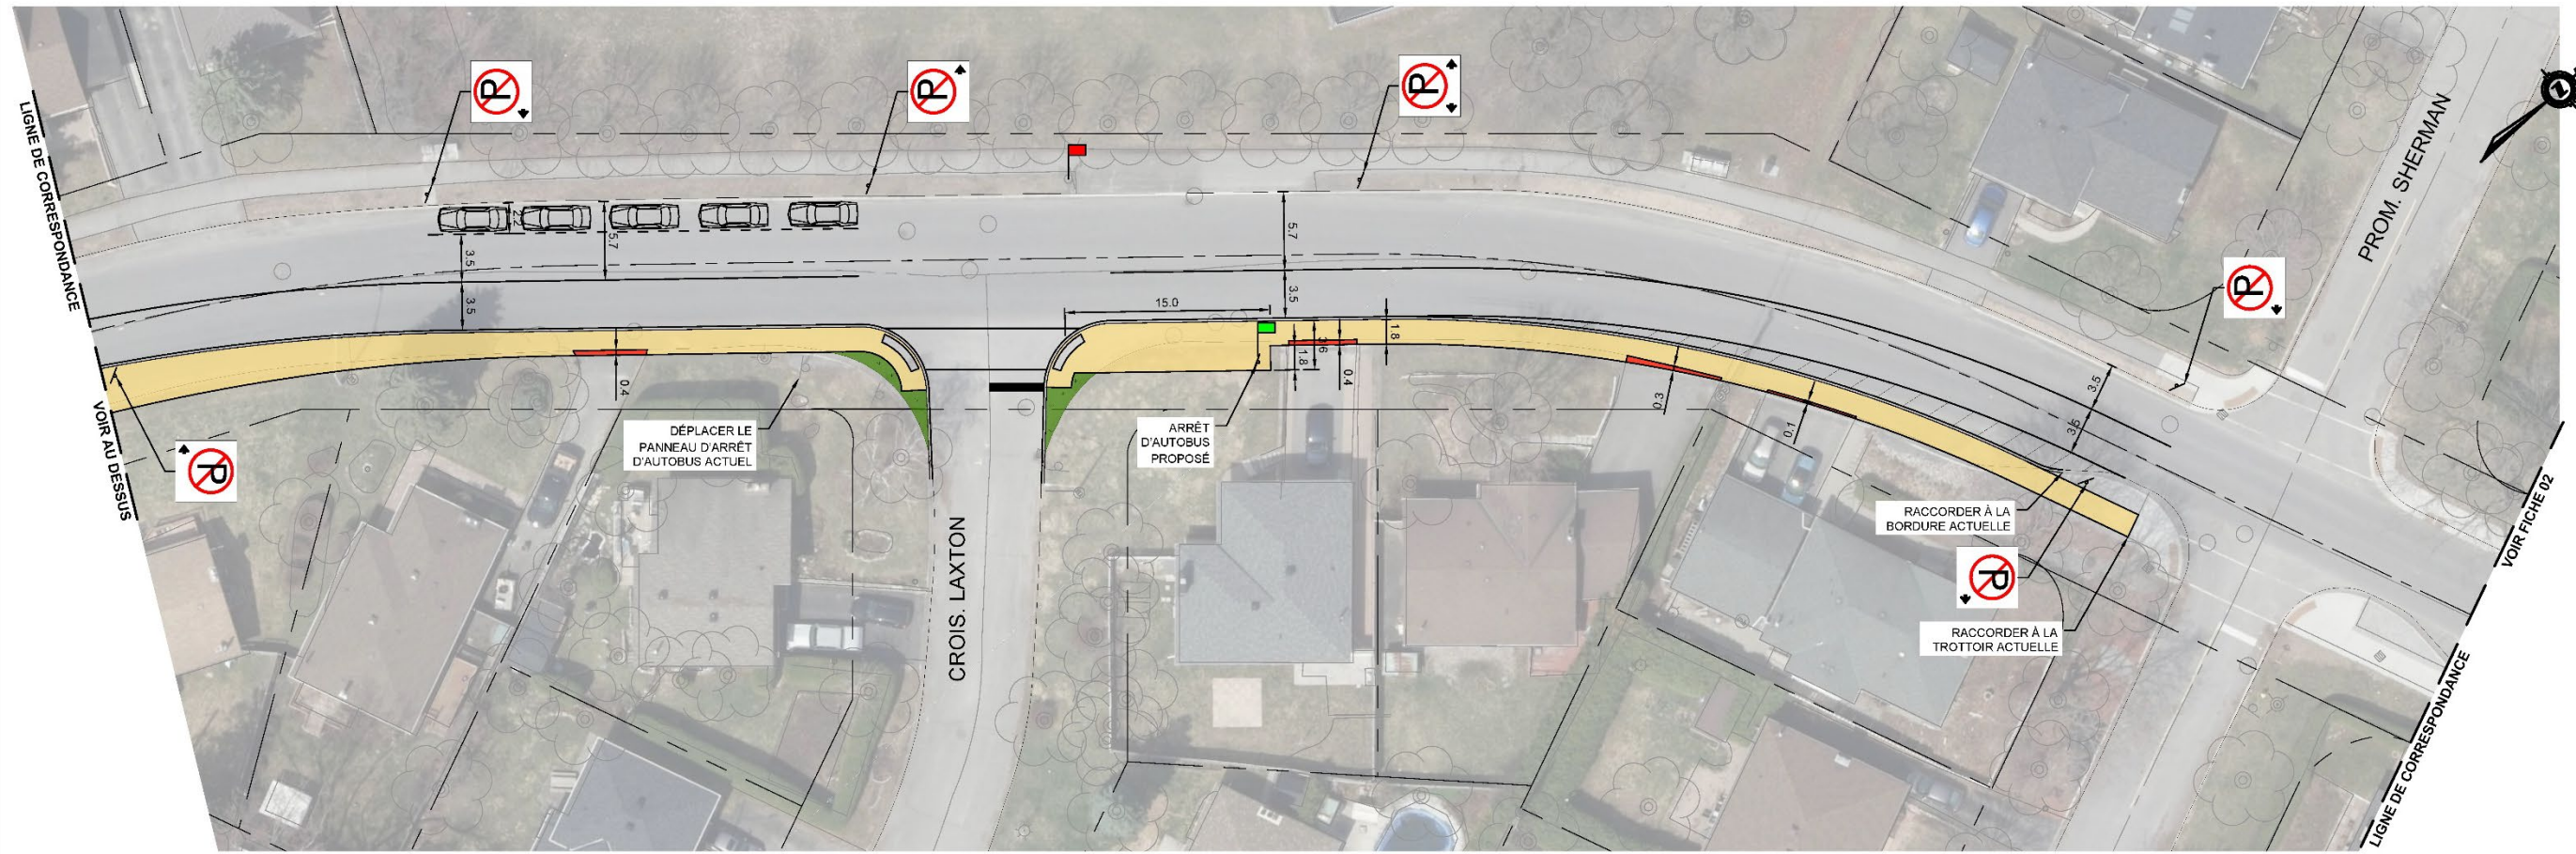 LIGNE DE CORRESPONDANCE
VOIR AU DESSUS
P
P
P
P
P
P
2.2
5.7
3.5
3.5
5.7
3.5
15.0
0.4
1.8
3.6
1.8
0.4
0.3
0.1
3.5
3.5
DÉPLACER LE
PANNEAU D'ARRÊT
D'AUTOBUS ACTUEL
ARRÊT
D'AUTOBUS
PROPOSÉ
CROIS. LAXTON
PROM. SHERMAN
RACCORDER À LA
BORDURE ACTUELLE
RACCORDER À LA
TROTTOIR ACTUELLE
VOIR FICHE 02
LIGNE DE CORRESPONDANCE